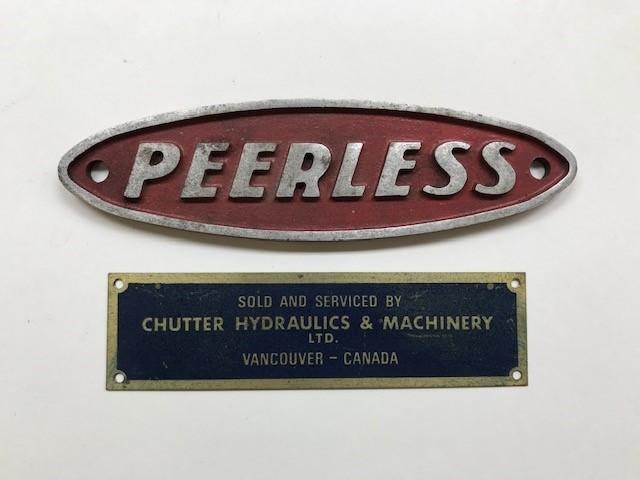 PEERLESS
SOLD AND SERVICED BY
CHUTTER HYDRAULICS & MACHINERY
LTD.
VANCOUVER - CANADA